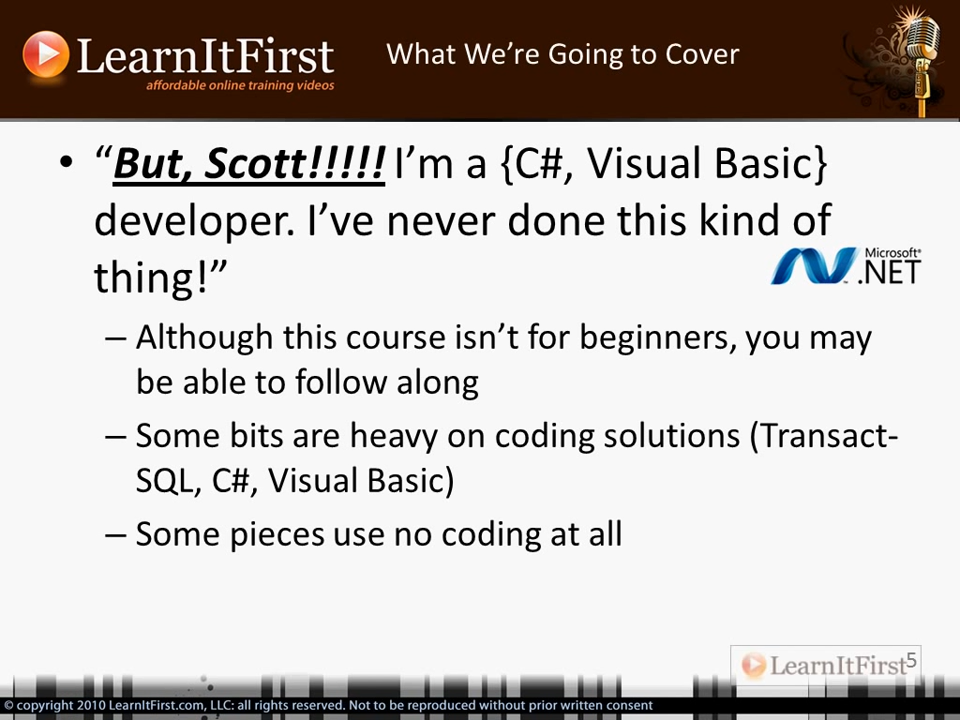 LearnItFirst
affordable online training videos
What We’re Going to Cover
• “But, Scott!!!!! I’m a {C#, Visual Basic}
developer. I’ve never done this kind of
thing!”
Microsoft®
.NET
– Although this course isn’t for beginners, you may
be able to follow along
– Some bits are heavy on coding solutions (Transact-
SQL, C#, Visual Basic)
– Some pieces use no coding at all
LearnItFirst
5
© copyright 2010 LearnItFirst.com, LLC: all rights reserved. Not to be reproduced without prior written consent